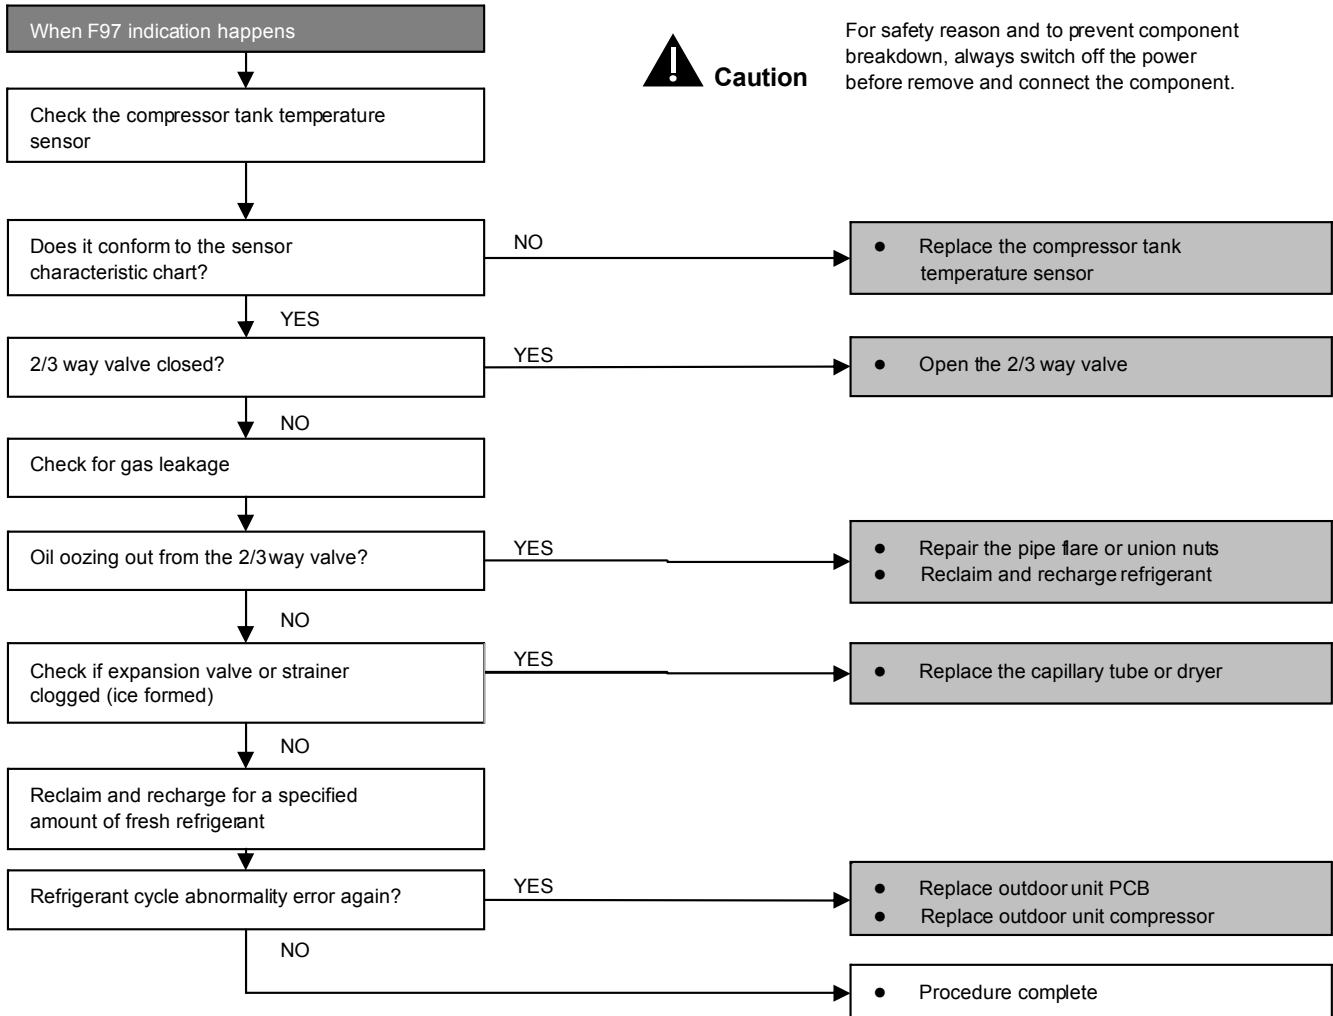 When F97 indication happens
Caution
For safety reason and to prevent component
breakdown, always switch off the power
before remove and connect the component.
Check the compressor tank temperature
sensor
Does it conform to the sensor
characteristic chart?
NO
● Replace the compressor tank
temperature sensor
YES
2/3 way valve closed?
YES
● Open the 2/3 way valve
NO
Check for gas leakage
Oil oozing out from the 2/3way valve?
YES
● Repair the pipe flare or union nuts
● Reclaim and recharge refrigerant
NO
Check if expansion valve or strainer
clogged (ice formed)
YES
● Replace the capillary tube or dryer
NO
Reclaim and recharge for a specified
amount of fresh refrigerant
Refrigerant cycle abnormality error again?
YES
● Replace outdoor unit PCB
● Replace outdoor unit compressor
NO
● Procedure complete